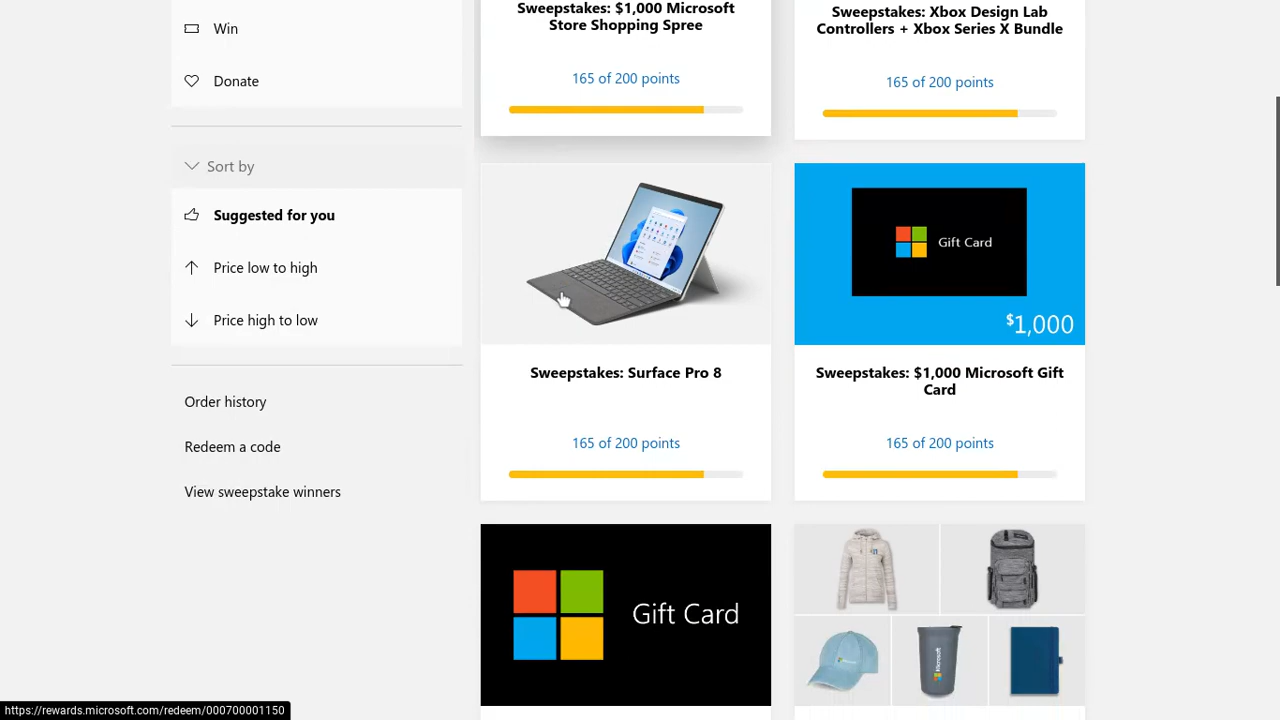 Win
Donate
Sort by
Suggested for you
Price low to high
Price high to low
Order history
Redeem a code
View sweepstake winners
Sweepstakes: $1,000 Microsoft
Store Shopping Spree
165 of 200 points
Sweepstakes: Xbox Design Lab
Controllers + Xbox Series X Bundle
165 of 200 points
Sweepstakes: Surface Pro 8
165 of 200 points
Gift Card
$1,000
Sweepstakes: $1,000 Microsoft Gift
Card
165 of 200 points
Gift Card
Microsoft
https://rewards.microsoft.com/redeem/000700001150